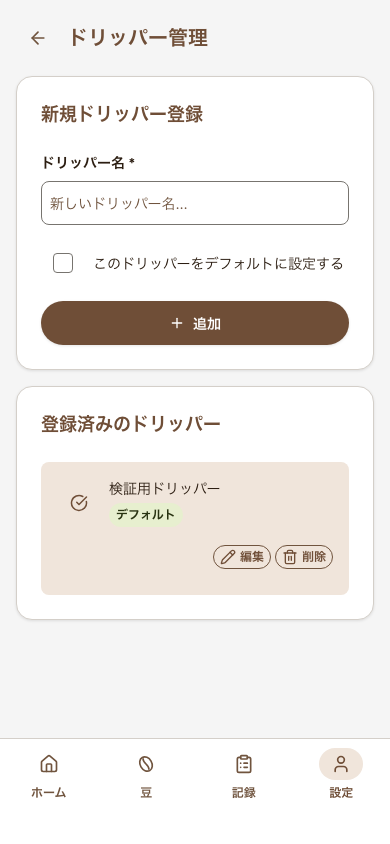 ドリッパー管理
新規ドリッパー登録
ドリッパー名 *
新しいドリッパー名...
このドリッパーをデフォルトに設定する
追加
登録済みのドリッパー
検証用ドリッパー
デフォルト
編集 削除
ホーム 豆 記録 設定